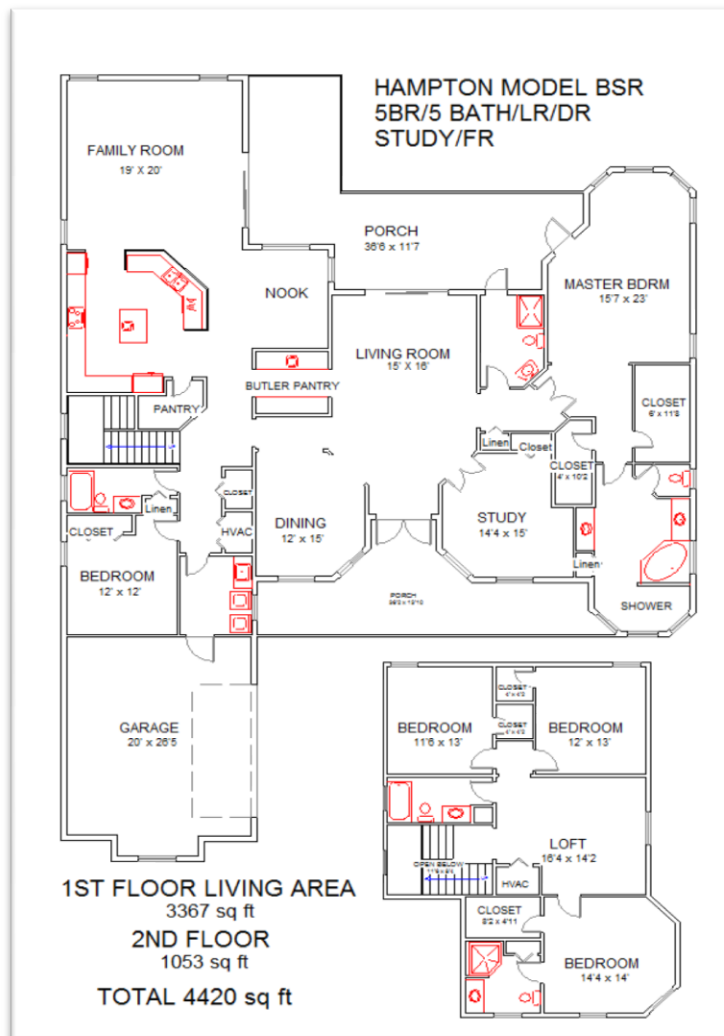 HAMPTON MODEL BSR
5BR/5 BATH/LR/DR
STUDY/FR
FAMILY ROOM
19' X 20'
PORCH
36'6 x 11'7
NOOK
MASTER BDRM
15'7 x 23'
LIVING ROOM
15' X 16'
BUTLER PANTRY
PANTRY
CLOSET
6' x 11'8
Linen
Closet
CLOSET
4' x 10'2
CLOSET
Linen
CLOSET
HVAC
DINING
12' x 15'
STUDY
14'4 x 15'
BEDROOM
12' x 12'
Linen
PORCH
SHOWER
GARAGE
20' x 26'5
CLOSET
CLOSET
BEDROOM
11'6 x 13'
BEDROOM
12' x 13'
LOFT
16'4 x 14'2
OPEN BELOW
HVAC
CLOSET
8'2 x 4'11
BEDROOM
14'4 x 14'
1ST FLOOR LIVING AREA
3367 sq ft
2ND FLOOR
1053 sq ft
TOTAL 4420 sq ft